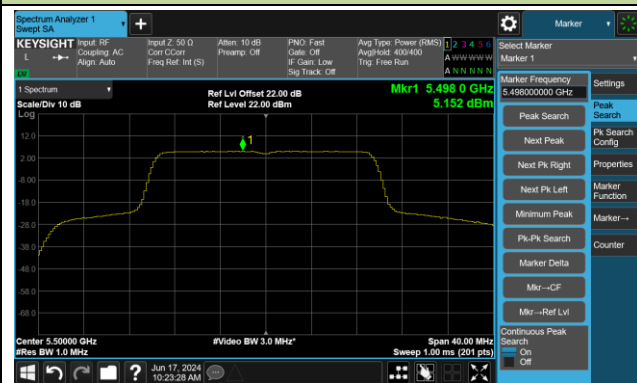 Spectrum Analyzer 1
Swept SA
Marker
KEYSIGHT
L
Input: RF
Coupling: AC
Align: Auto
Input Z: 50 Ω
Corr CCorr
Freq Ref: Int (S)
Atten: 10 dB
Preamp: Off
PNO: Fast
Gate: Off
IF Gain: Low
Sig Track: Off
Avg Type: Power (RMS)
Avg|Hold: 400/400
Trig: Free Run
1 2 3 4 5 6
A W W W W W
A N N N N N
Select Marker
Marker 1
1 Spectrum
Scale/Div 10 dB
Log
Ref Lvl Offset 22.00 dB
Ref Level 22.00 dBm
Mkr1 5.498 0 GHz
5.152 dBm
12.0
2.00
-8.00
-18.0
-28.0
-38.0
-48.0
-58.0
-68.0
1
Center 5.50000 GHz
#Res BW 1.0 MHz
#Video BW 3.0 MHz*
Span 40.00 MHz
Sweep 1.00 ms (201 pts)
Marker Frequency
5.498000000 GHz
Peak Search
Next Peak
Next Pk Right
Next Pk Left
Minimum Peak
Pk-Pk Search
Marker Delta
Mkr→CF
Mkr→Ref Lvl
Continuous Peak
Search
On
Off
Settings
Peak
Search
Pk Search
Config
Properties
Marker
Function
Marker→
Counter
Jun 17, 2024
10:23:28 AM